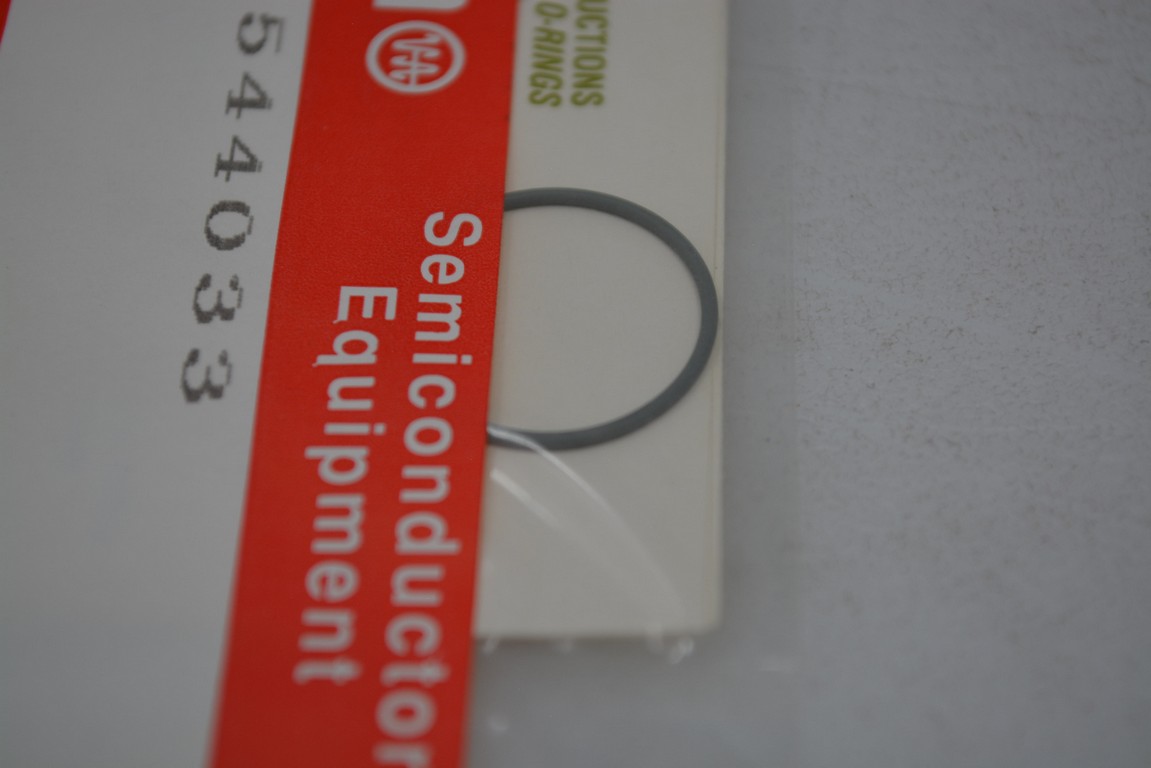 UCTIONS
O-RINGS
Semiconductor
Equipment
544033